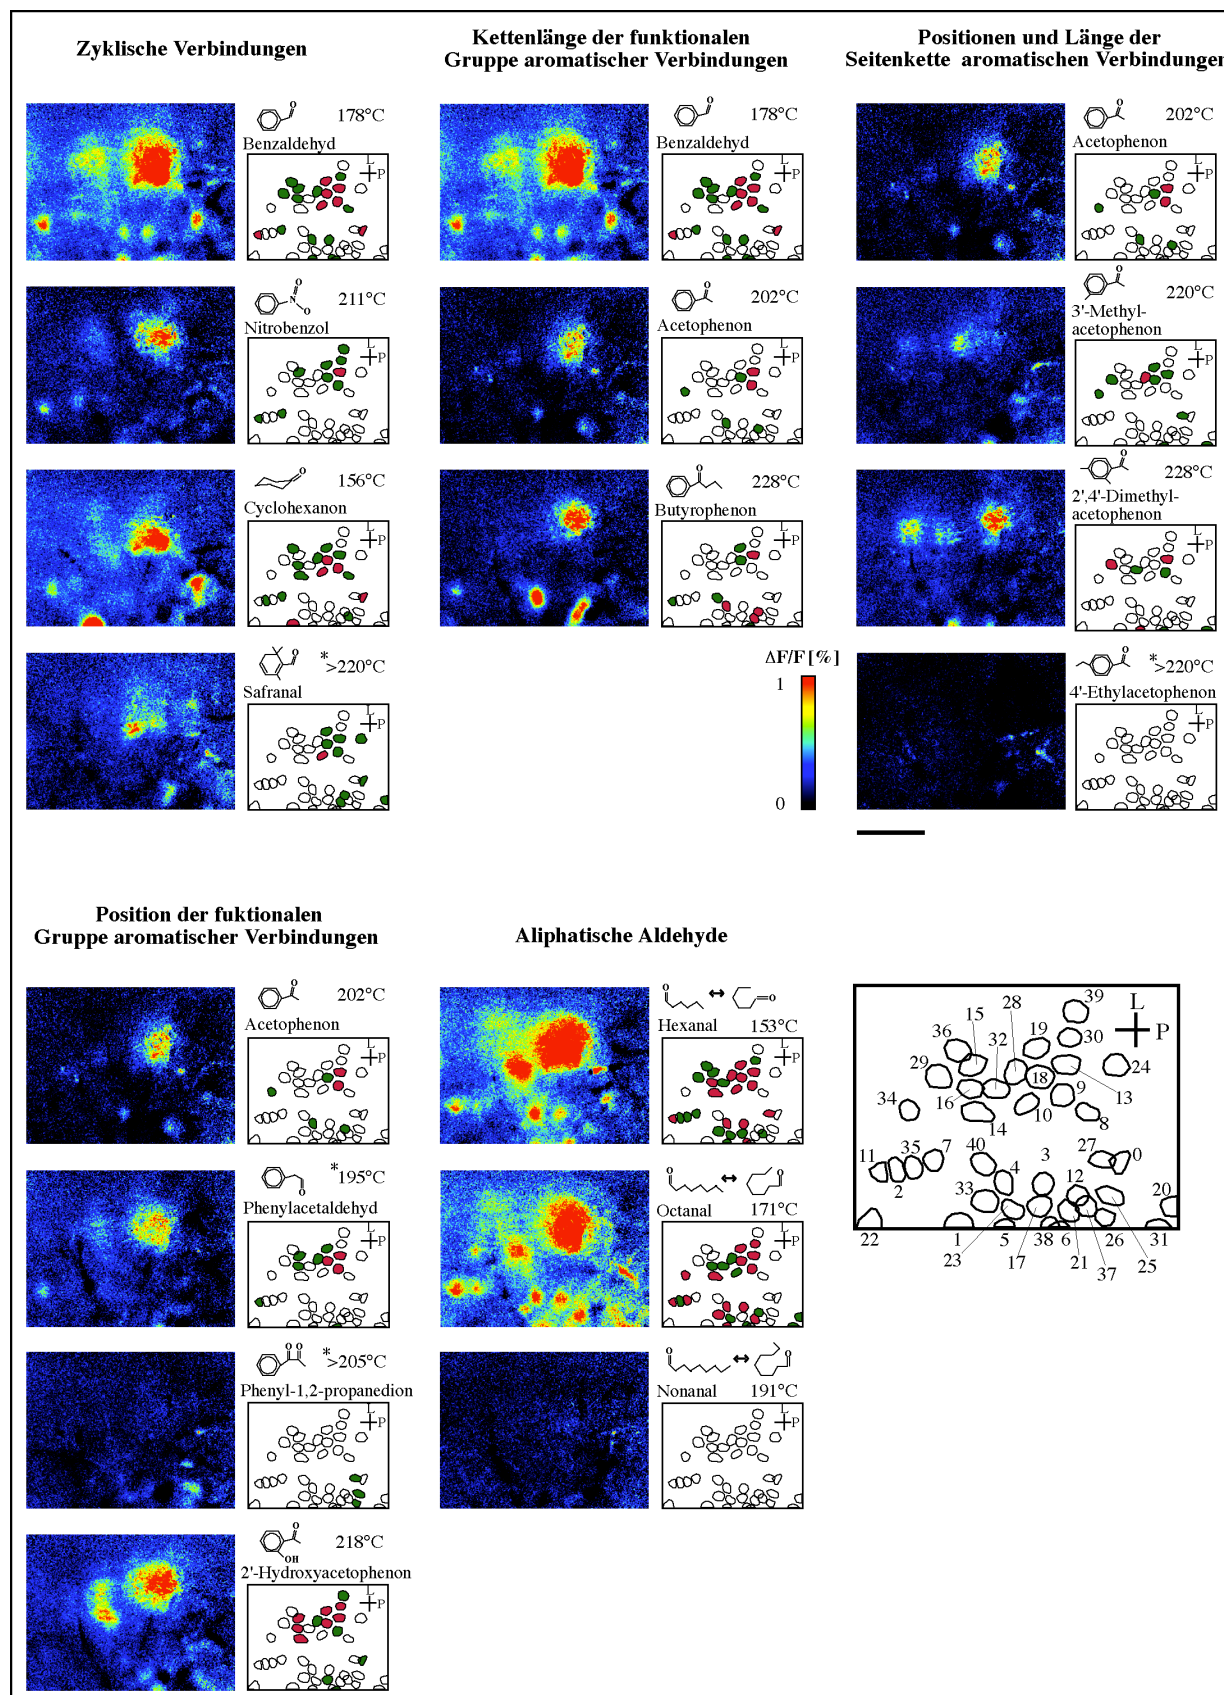 Zyklische Verbindungen
Kettenlänge der funktionalen
Gruppe aromatischer Verbindungen
Positionen und Länge der
Seitenkette aromatischen Verbindungen
O
178°C
Benzaldehyd
L
P
O
178°C
Benzaldehyd
L
P
O
202°C
Acetophenon
L
P
O
N
O
211°C
Nitrobenzol
L
P
O
202°C
Acetophenon
L
P
O
220°C
3'-Methyl-
acetophenon
L
P
O
156°C
Cyclohexanon
L
P
O
228°C
Butyrophenon
L
P
O
228°C
2',4'-Dimethyl-
acetophenon
L
P
O
*>220°C
Safranal
L
P
ΔF/F [%]
1
0
O
*>220°C
4'-Ethylacetophenon
L
P
Position der fuktionalen
Gruppe aromatischer Verbindungen
Aliphatische Aldehyde
O
202°C
Acetophenon
L
P
O
O
Hexanal 153°C
L
P
O
*195°C
Phenylacetaldehyd
L
P
O
O
Octanal 171°C
L
P
O O
*>205°C
Phenyl-1,2-propanedion
L
P
O
O
Nonanal 191°C
L
P
O
OH
218°C
2'-Hydroxyacetophenon
L
P
39
L
P
28
15
36
32
19
30
29
24
18
9
13
34
16
14
10
8
11
35
7
40
27
0
4
3
2
33
12
20
22
1
5
38
6
26
31
23
17
21
37
25